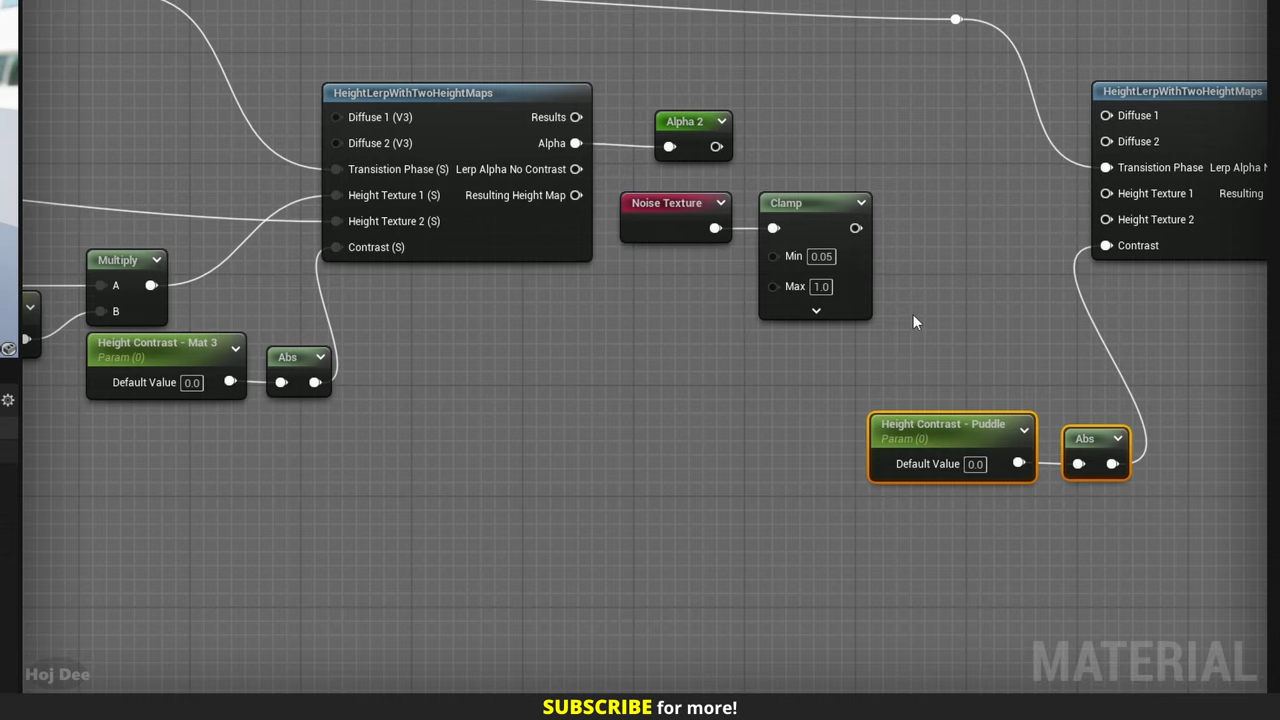 HeightLerpWithTwoHeightMaps
Diffuse 1 (V3) Results
Diffuse 2 (V3) Alpha
Transistion Phase (S) Lerp Alpha No Contrast
Height Texture 1 (S) Resulting Height Map
Height Texture 2 (S)
Contrast (S)
Alpha 2
Noise Texture
Clamp
Min 0.05
Max 1.0
HeightLerpWithTwoHeightMaps
Diffuse 1
Diffuse 2
Transistion Phase Lerp Alpha
Height Texture 1 Resulting
Height Texture 2
Contrast
Multiply
A
B
Height Contrast - Mat 3
Param (0)
Default Value 0.0
Abs
Height Contrast - Puddle
Param (0)
Default Value 0.0
Abs
MATERIAL
Hoj Dee
SUBSCRIBE for more!